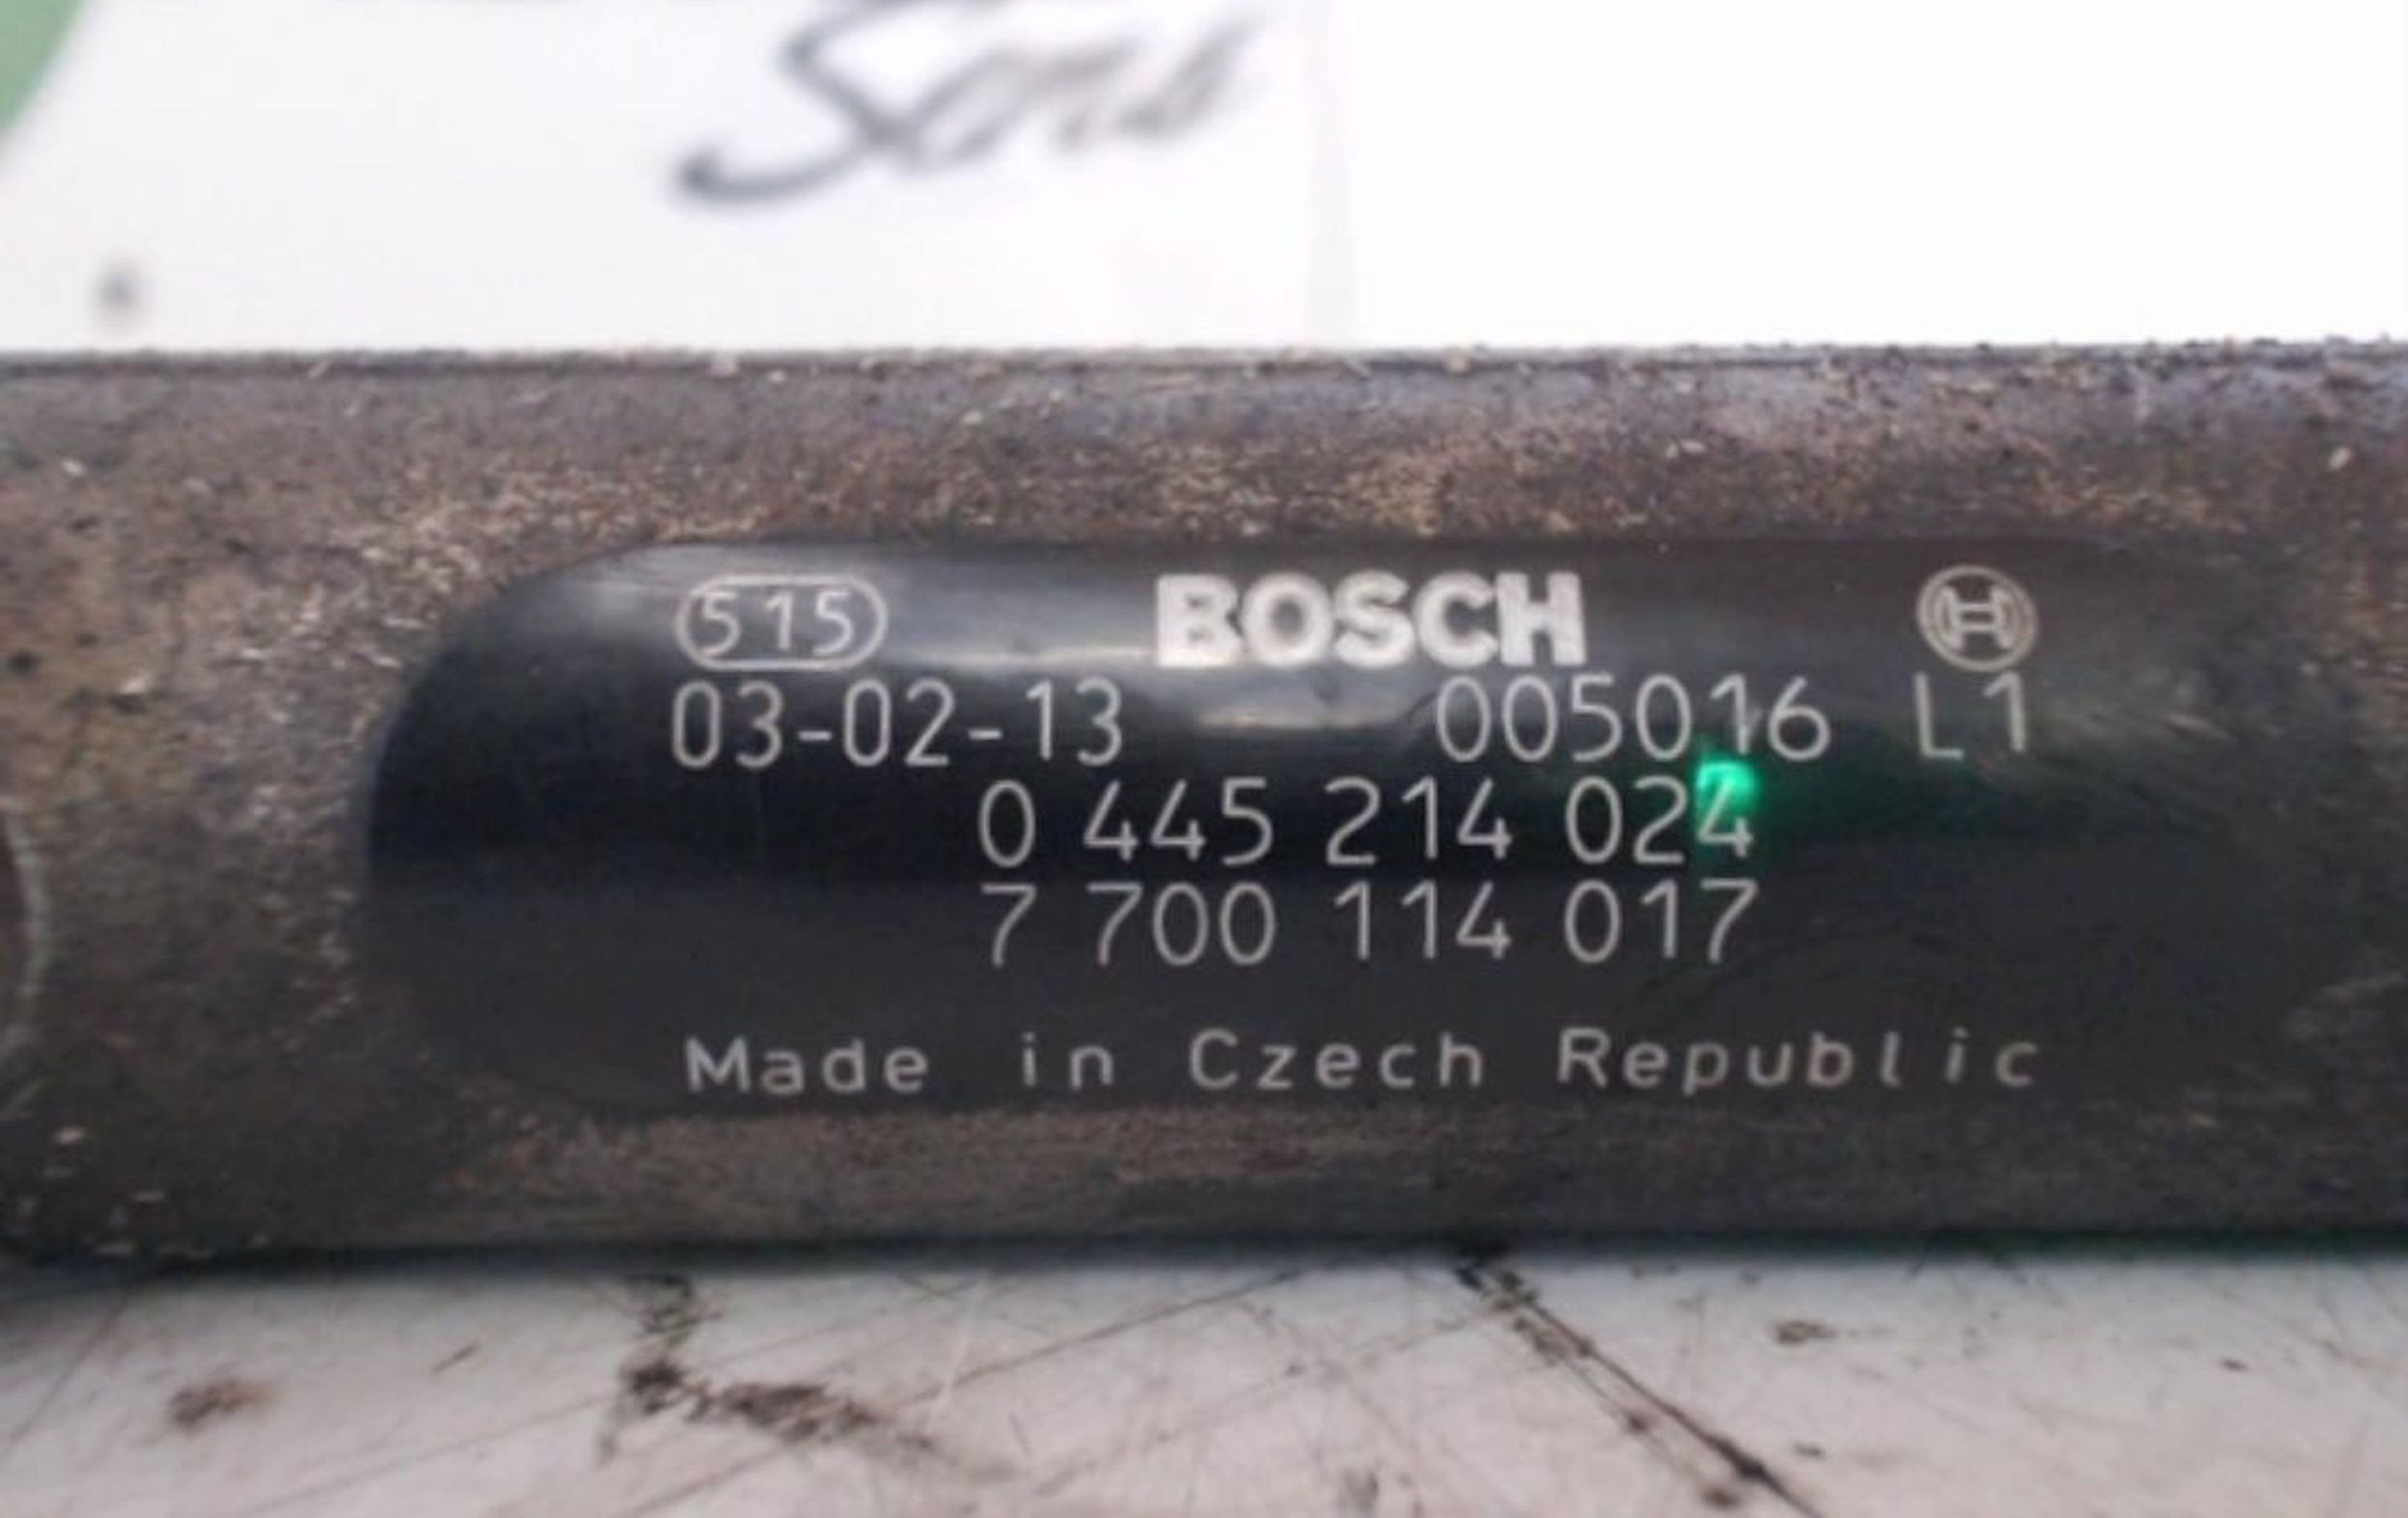 515 BOSCH
03-02-13 005016 L1
0 445 214 024
7 700 114 017
Made in Czech Republic